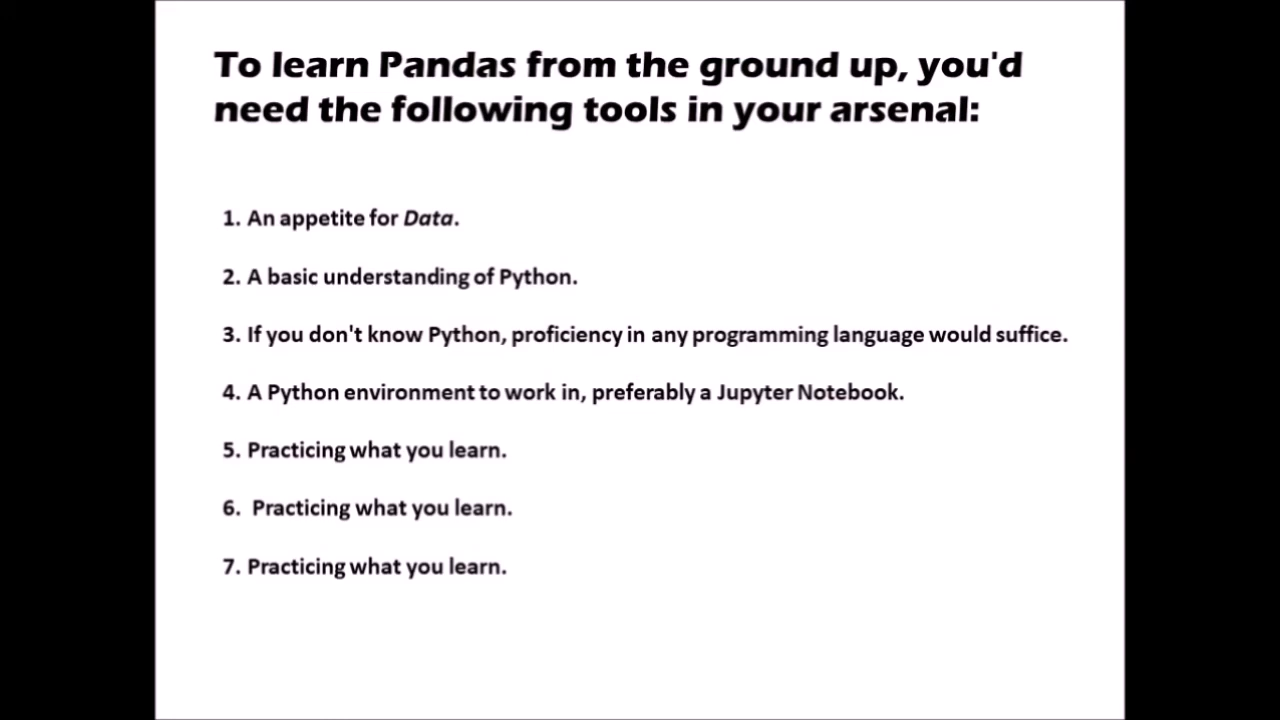 To learn Pandas from the ground up, you'd
need the following tools in your arsenal:
1. An appetite for Data.
2. A basic understanding of Python.
3. If you don't know Python, proficiency in any programming language would suffice.
4. A Python environment to work in, preferably a Jupyter Notebook.
5. Practicing what you learn.
6.  Practicing what you learn.
7. Practicing what you learn.